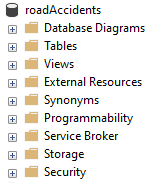 roadAccidents
Database Diagrams
Tables
Views
External Resources
Synonyms
Programmability
Service Broker
Storage
Security